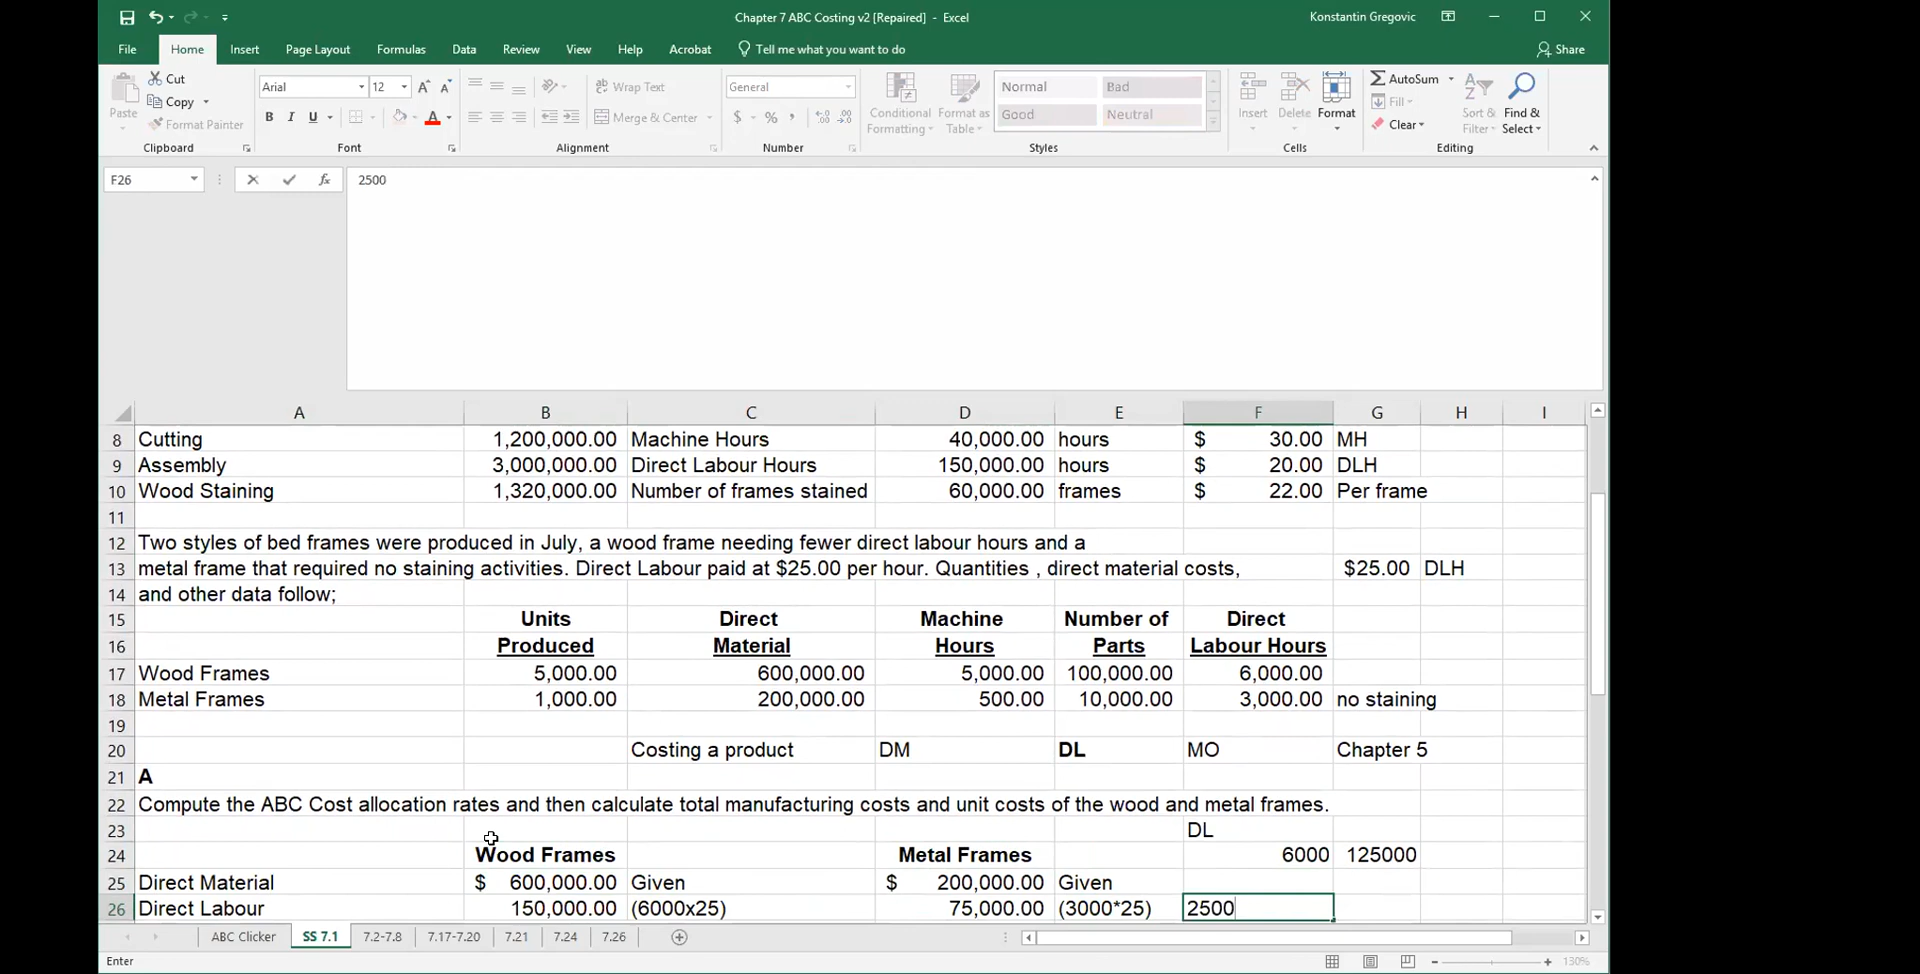 Chapter 7 ABC Costing v2 [Repaired] - Excel
Konstantin Gregovic
File Home Insert Page Layout Formulas Data Review View Help Acrobat Tell me what you want to do Share
Paste
Cut
Copy
Format Painter
Clipboard
Arial 12 A A
B I U A
Font
Wrap Text
Merge & Center
Alignment
General
$ % , .00 .0
Number
Conditional Formatting
Format as Table
Normal Bad
Good Neutral
Styles
Insert Delete Format
Cells
AutoSum
Fill
Clear
Sort & Filter
Find & Select
Editing
F26 fx 2500
A B C D E F G H I
8 Cutting 1,200,000.00 Machine Hours 40,000.00 hours $ 30.00 MH
9 Assembly 3,000,000.00 Direct Labour Hours 150,000.00 hours $ 20.00 DLH
10 Wood Staining 1,320,000.00 Number of frames stained 60,000.00 frames $ 22.00 Per frame
11
12 Two styles of bed frames were produced in July, a wood frame needing fewer direct labour hours and a
13 metal frame that required no staining activities. Direct Labour paid at $25.00 per hour. Quantities , direct material costs, $25.00 DLH
14 and other data follow;
15 Units Direct Machine Number of Direct
16 Produced Material Hours Parts Labour Hours
17 Wood Frames 5,000.00 600,000.00 5,000.00 100,000.00 6,000.00
18 Metal Frames 1,000.00 200,000.00 500.00 10,000.00 3,000.00 no staining
19
20 Costing a product DM DL MO Chapter 5
21 A
22 Compute the ABC Cost allocation rates and then calculate total manufacturing costs and unit costs of the wood and metal frames.
23 DL
24 Wood Frames Metal Frames 6000 125000
25 Direct Material $ 600,000.00 Given $ 200,000.00 Given
26 Direct Labour 150,000.00 (6000x25) 75,000.00 (3000*25) 2500
ABC Clicker SS 7.1 7.2-7.8 7.17-7.20 7.21 7.24 7.26
Enter 130%